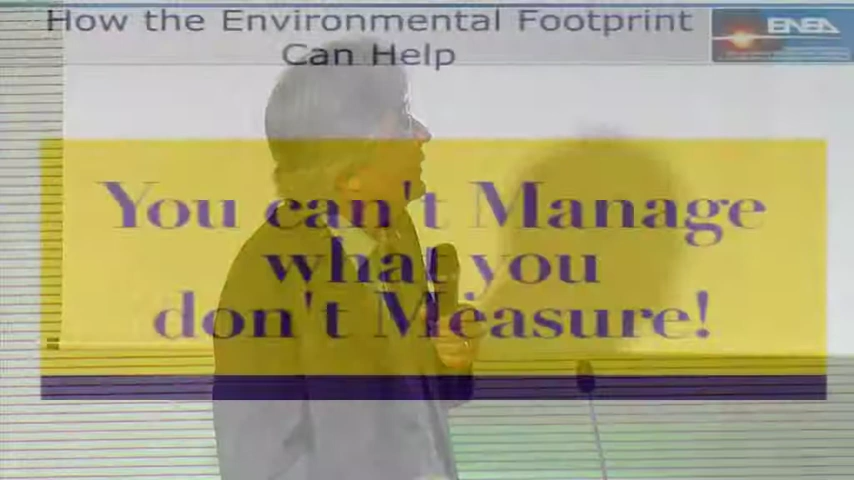 How the Environmental Footprint
Can Help
ENEA
You can't Manage
what you
don't Measure!